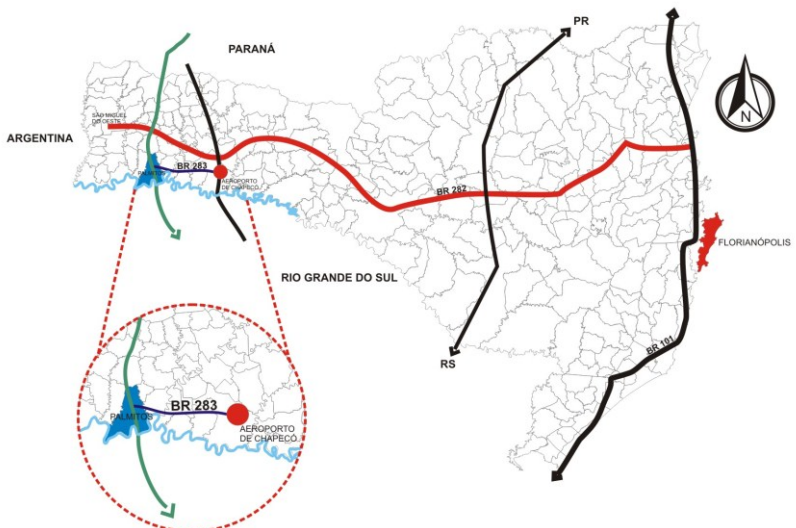 PR
PARANÁ
N
SÃO MIGUEL
DO OESTE
ARGENTINA
BR 283
PALMITOS
AEROPORTO
DE CHAPECÓ
BR 282
FLORIANÓPOLIS
RIO GRANDE DO SUL
BR 101
RS
BR 283
PALMITOS
AEROPORTO
DE CHAPECÓ